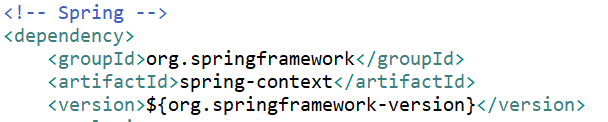 <!-- Spring -->
<dependency>
<groupId>org.springframework</groupId>
<artifactId>spring-context</artifactId>
<version>${org.springframework-version}</version>